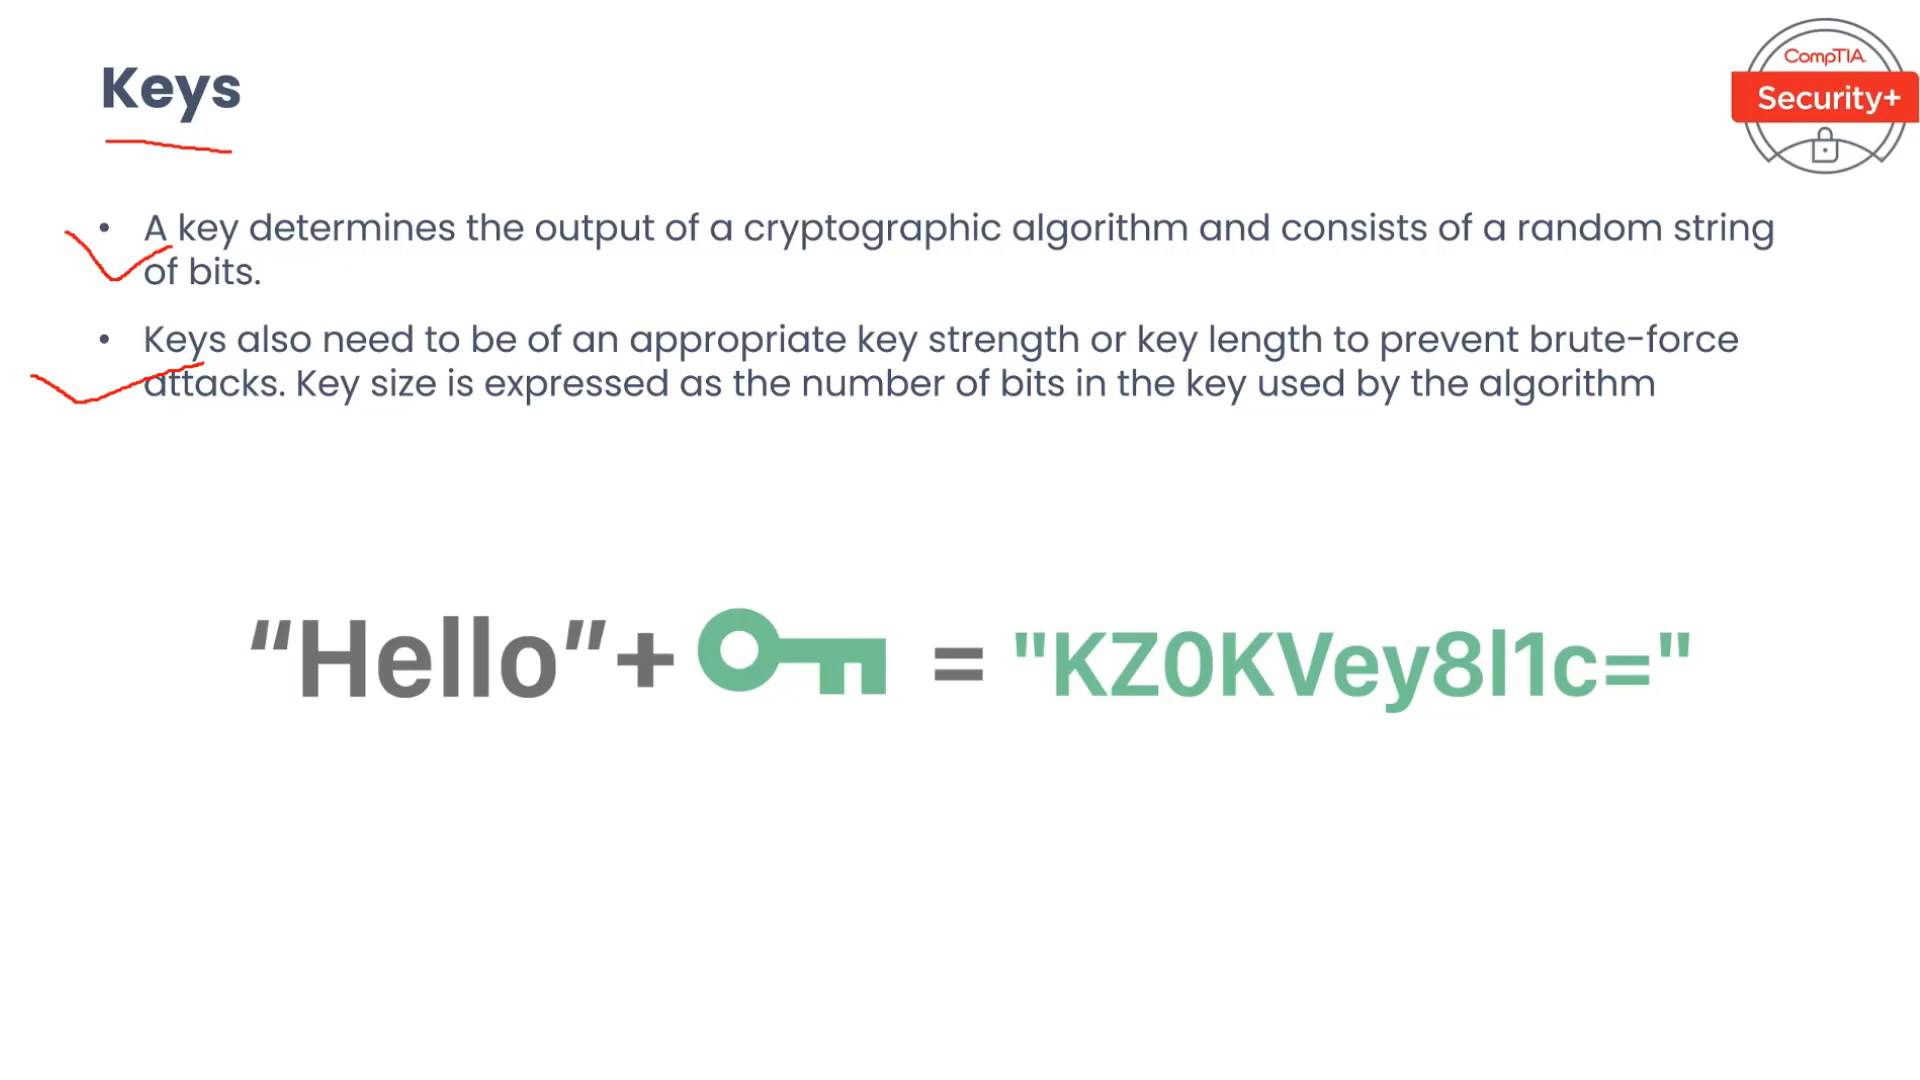 Keys
CompTIA
Security+
• A key determines the output of a cryptographic algorithm and consists of a random string
of bits.
• Keys also need to be of an appropriate key strength or key length to prevent brute-force
attacks. Key size is expressed as the number of bits in the key used by the algorithm
“Hello”+ = "KZ0KVey8l1c="